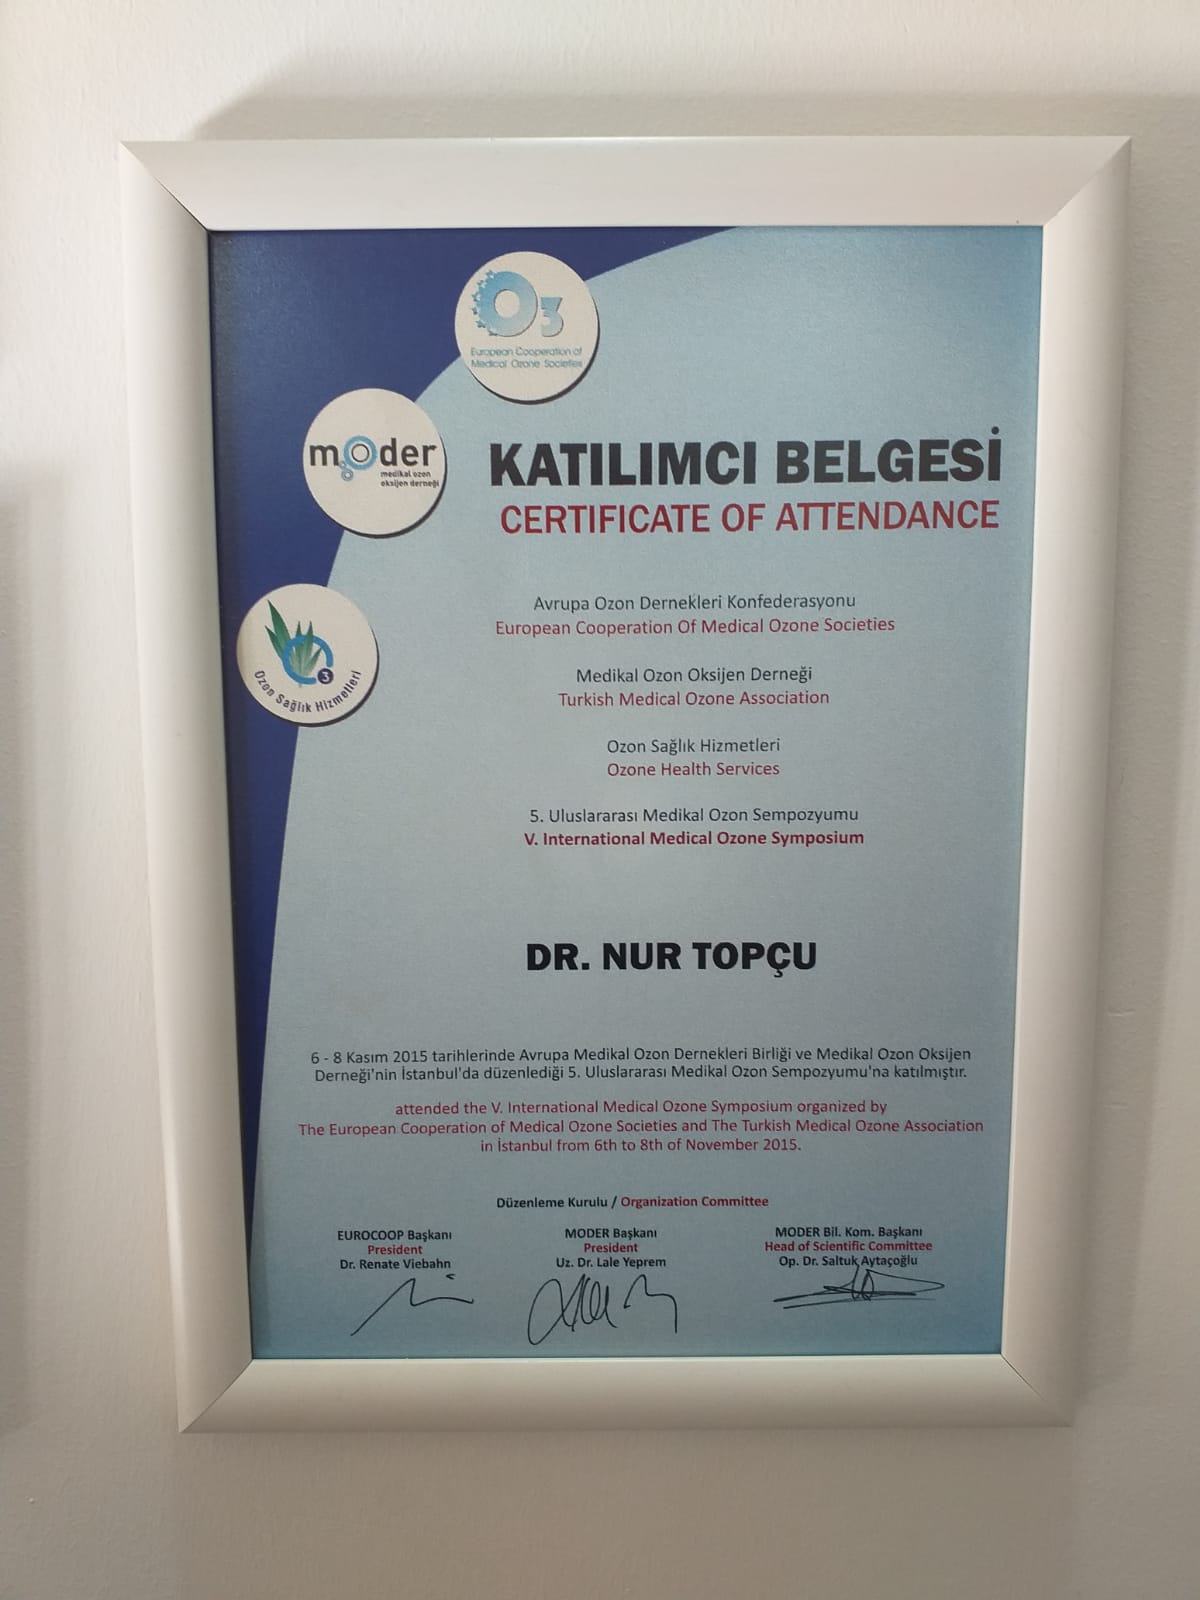 O3
European Cooperation of
Medical Ozone Societies
moder
medikal ozon
oksijen derneği
KATILIMCI BELGESİ
CERTIFICATE OF ATTENDANCE
Avrupa Ozon Dernekleri Konfederasyonu
European Cooperation Of Medical Ozone Societies
3
Ozon Sağlık Hizmetleri
Medikal Ozon Oksijen Derneği
Turkish Medical Ozone Association
Ozon Sağlık Hizmetleri
Ozone Health Services
5. Uluslararası Medikal Ozon Sempozyumu
V. International Medical Ozone Symposium
DR. NUR TOPÇU
6 - 8 Kasım 2015 tarihlerinde Avrupa Medikal Ozon Dernekleri Birliği ve Medikal Ozon Oksijen
Derneği'nin İstanbul'da düzenlediği 5. Uluslararası Medikal Ozon Sempozyumu'na katılmıştır.
attended the V. International Medical Ozone Symposium organized by
The European Cooperation of Medical Ozone Societies and The Turkish Medical Ozone Association
in İstanbul from 6th to 8th of November 2015.
Düzenleme Kurulu / Organization Committee
EUROCOOP Başkanı
President
Dr. Renate Viebahn
MODER Başkanı
President
Uz. Dr. Lale Yeprem
MODER Bil. Kom. Başkanı
Head of Scientific Committee
Op. Dr. Saltuk Aytaçoğlu